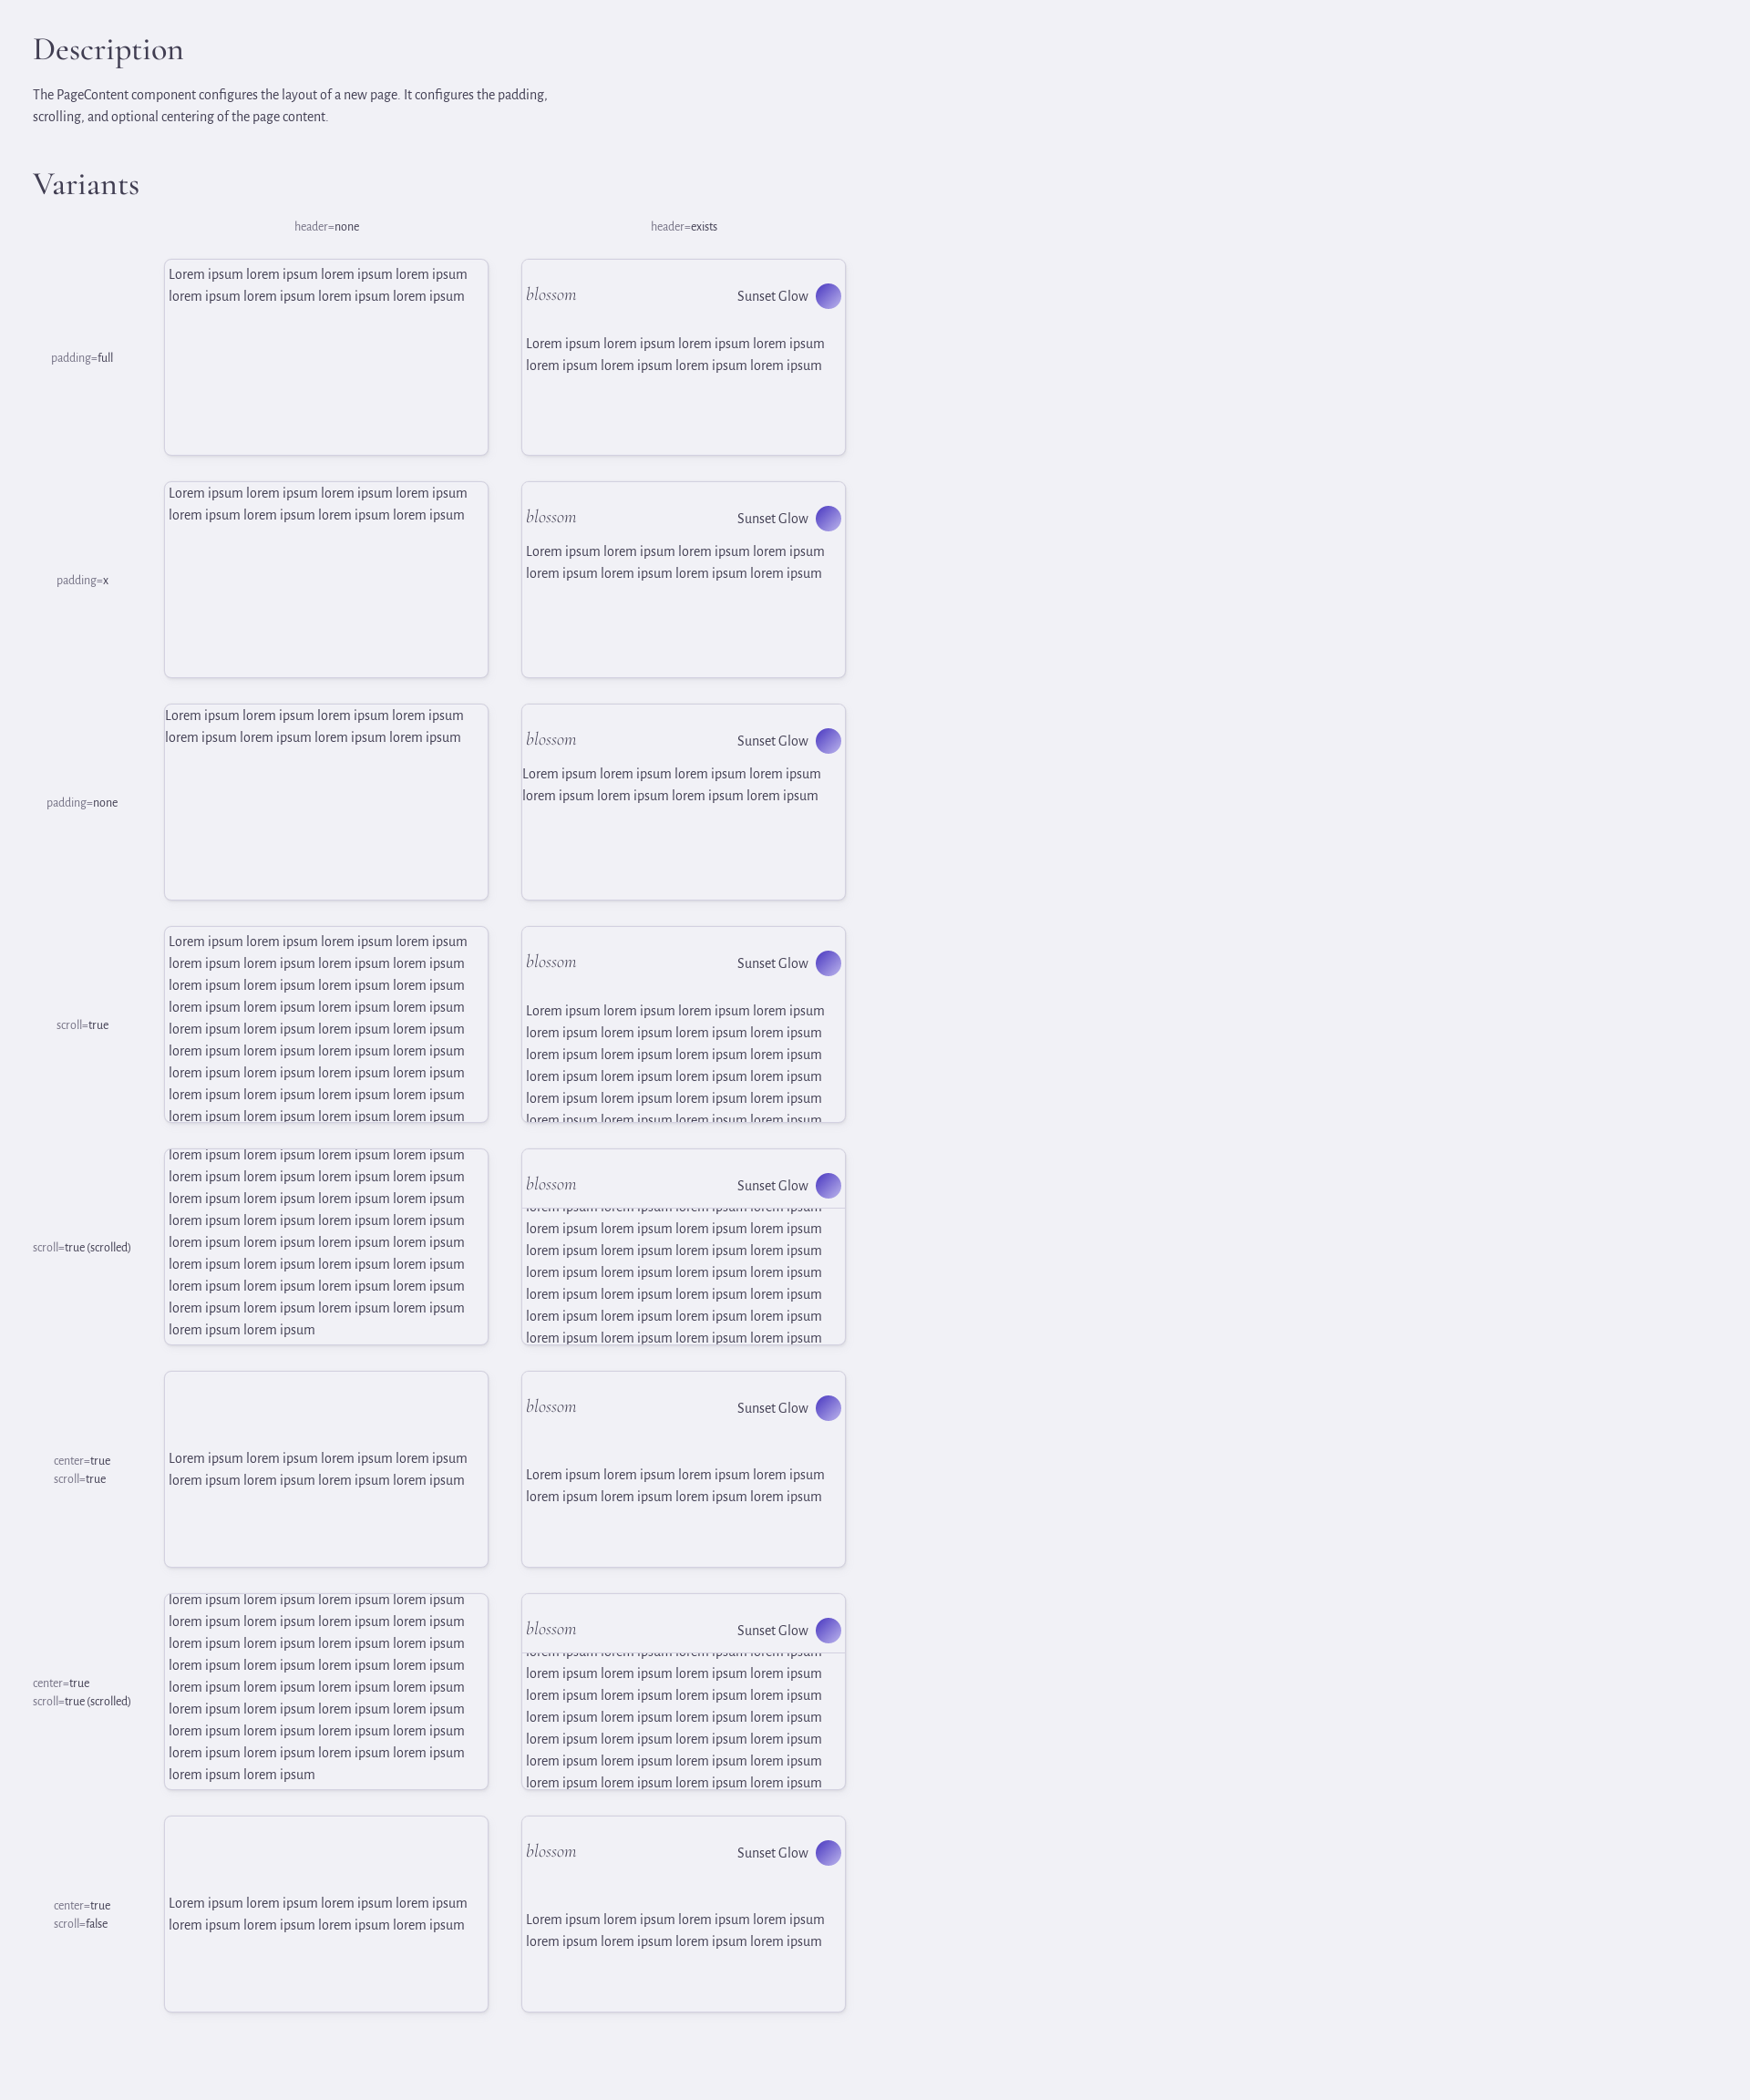 Description
The PageContent component configures the layout of a new page. It configures the padding,
scrolling, and optional centering of the page content.
Variants
header=none
header=exists
padding=full
Lorem ipsum lorem ipsum lorem ipsum lorem ipsum
lorem ipsum lorem ipsum lorem ipsum lorem ipsum
blossom
Sunset Glow
Lorem ipsum lorem ipsum lorem ipsum lorem ipsum
lorem ipsum lorem ipsum lorem ipsum lorem ipsum
padding=x
Lorem ipsum lorem ipsum lorem ipsum lorem ipsum
lorem ipsum lorem ipsum lorem ipsum lorem ipsum
blossom
Sunset Glow
Lorem ipsum lorem ipsum lorem ipsum lorem ipsum
lorem ipsum lorem ipsum lorem ipsum lorem ipsum
padding=none
Lorem ipsum lorem ipsum lorem ipsum lorem ipsum
lorem ipsum lorem ipsum lorem ipsum lorem ipsum
blossom
Sunset Glow
Lorem ipsum lorem ipsum lorem ipsum lorem ipsum
lorem ipsum lorem ipsum lorem ipsum lorem ipsum
scroll=true
Lorem ipsum lorem ipsum lorem ipsum lorem ipsum
lorem ipsum lorem ipsum lorem ipsum lorem ipsum
lorem ipsum lorem ipsum lorem ipsum lorem ipsum
lorem ipsum lorem ipsum lorem ipsum lorem ipsum
lorem ipsum lorem ipsum lorem ipsum lorem ipsum
lorem ipsum lorem ipsum lorem ipsum lorem ipsum
lorem ipsum lorem ipsum lorem ipsum lorem ipsum
lorem ipsum lorem ipsum lorem ipsum lorem ipsum
lorem ipsum lorem ipsum lorem ipsum lorem ipsum
blossom
Sunset Glow
Lorem ipsum lorem ipsum lorem ipsum lorem ipsum
lorem ipsum lorem ipsum lorem ipsum lorem ipsum
lorem ipsum lorem ipsum lorem ipsum lorem ipsum
lorem ipsum lorem ipsum lorem ipsum lorem ipsum
lorem ipsum lorem ipsum lorem ipsum lorem ipsum
lorem ipsum lorem ipsum lorem ipsum lorem ipsum
scroll=true (scrolled)
lorem ipsum lorem ipsum lorem ipsum lorem ipsum
lorem ipsum lorem ipsum lorem ipsum lorem ipsum
lorem ipsum lorem ipsum lorem ipsum lorem ipsum
lorem ipsum lorem ipsum lorem ipsum lorem ipsum
lorem ipsum lorem ipsum lorem ipsum lorem ipsum
lorem ipsum lorem ipsum lorem ipsum lorem ipsum
lorem ipsum lorem ipsum lorem ipsum lorem ipsum
lorem ipsum lorem ipsum lorem ipsum lorem ipsum
lorem ipsum lorem ipsum
blossom
Sunset Glow
lorem ipsum lorem ipsum lorem ipsum lorem ipsum
lorem ipsum lorem ipsum lorem ipsum lorem ipsum
lorem ipsum lorem ipsum lorem ipsum lorem ipsum
lorem ipsum lorem ipsum lorem ipsum lorem ipsum
lorem ipsum lorem ipsum lorem ipsum lorem ipsum
lorem ipsum lorem ipsum lorem ipsum lorem ipsum
lorem ipsum lorem ipsum lorem ipsum lorem ipsum
center=true
scroll=true
Lorem ipsum lorem ipsum lorem ipsum lorem ipsum
lorem ipsum lorem ipsum lorem ipsum lorem ipsum
blossom
Sunset Glow
Lorem ipsum lorem ipsum lorem ipsum lorem ipsum
lorem ipsum lorem ipsum lorem ipsum lorem ipsum
center=true
scroll=true (scrolled)
lorem ipsum lorem ipsum lorem ipsum lorem ipsum
lorem ipsum lorem ipsum lorem ipsum lorem ipsum
lorem ipsum lorem ipsum lorem ipsum lorem ipsum
lorem ipsum lorem ipsum lorem ipsum lorem ipsum
lorem ipsum lorem ipsum lorem ipsum lorem ipsum
lorem ipsum lorem ipsum lorem ipsum lorem ipsum
lorem ipsum lorem ipsum lorem ipsum lorem ipsum
lorem ipsum lorem ipsum lorem ipsum lorem ipsum
lorem ipsum lorem ipsum
blossom
Sunset Glow
lorem ipsum lorem ipsum lorem ipsum lorem ipsum
lorem ipsum lorem ipsum lorem ipsum lorem ipsum
lorem ipsum lorem ipsum lorem ipsum lorem ipsum
lorem ipsum lorem ipsum lorem ipsum lorem ipsum
lorem ipsum lorem ipsum lorem ipsum lorem ipsum
lorem ipsum lorem ipsum lorem ipsum lorem ipsum
lorem ipsum lorem ipsum lorem ipsum lorem ipsum
center=true
scroll=false
Lorem ipsum lorem ipsum lorem ipsum lorem ipsum
lorem ipsum lorem ipsum lorem ipsum lorem ipsum
blossom
Sunset Glow
Lorem ipsum lorem ipsum lorem ipsum lorem ipsum
lorem ipsum lorem ipsum lorem ipsum lorem ipsum